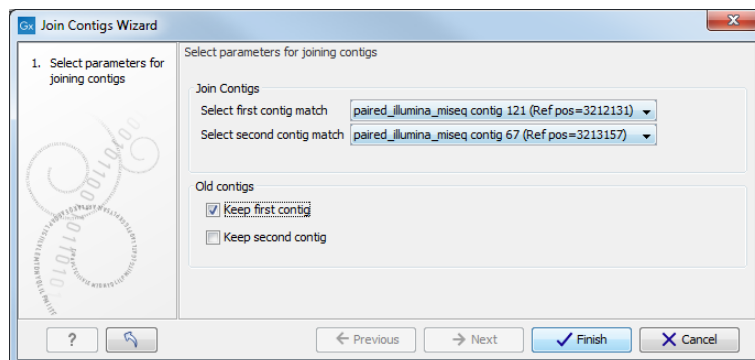 Gx Join Contigs Wizard
1. Select parameters for
joining contigs
Select parameters for joining contigs
Join Contigs
Select first contig match paired_illumina_miseq contig 121 (Ref pos=3212131)
Select second contig match paired_illumina_miseq contig 67 (Ref pos=3213157)
Old contigs
Keep first contig
Keep second contig
? Previous Next Finish Cancel